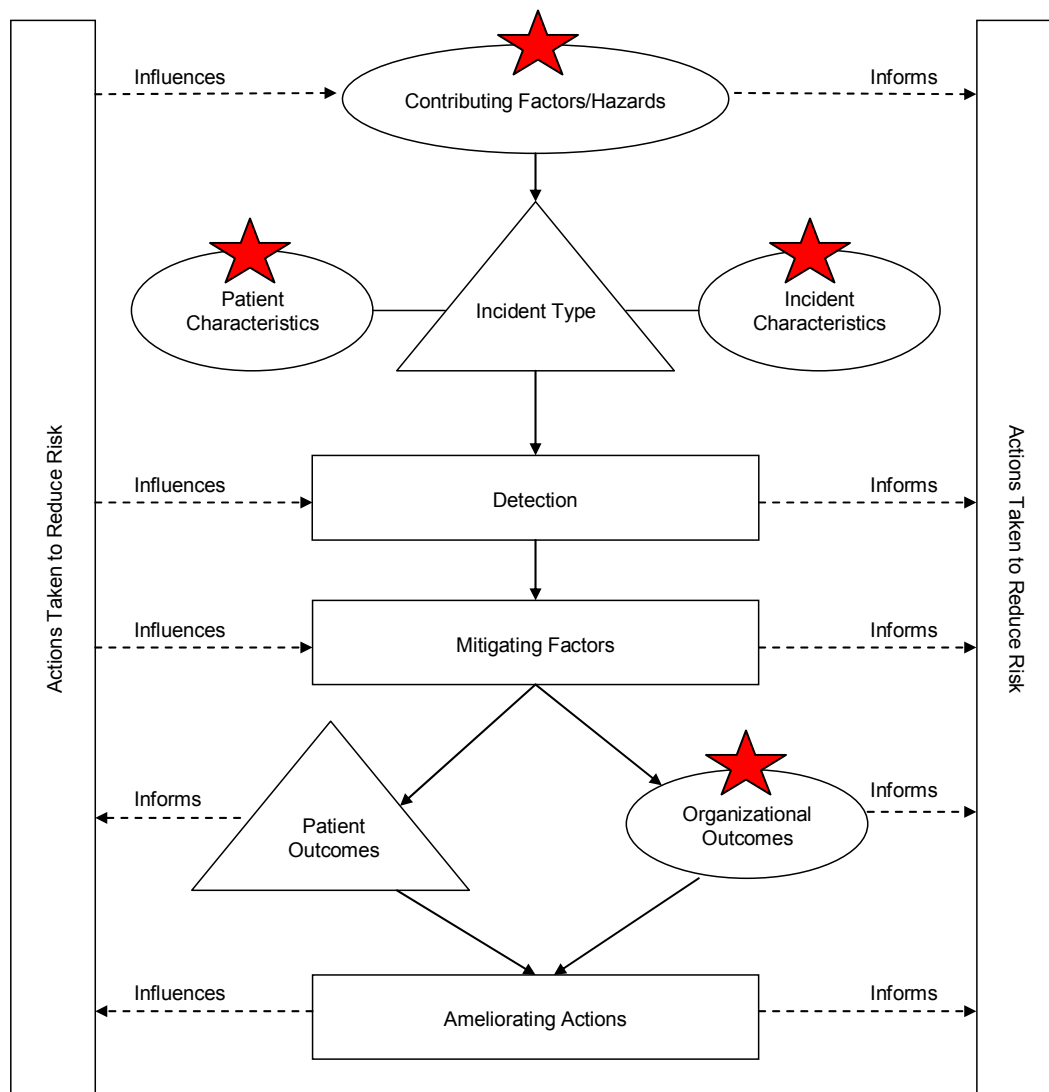 Influences
Contributing Factors/Hazards
Informs
Patient
Characteristics
Incident Type
Incident
Characteristics
Actions Taken to Reduce Risk
Actions Taken to Reduce Risk
Influences
Detection
Informs
Influences
Mitigating Factors
Informs
Informs
Patient
Outcomes
Organizational
Outcomes
Informs
Influences
Ameliorating Actions
Informs